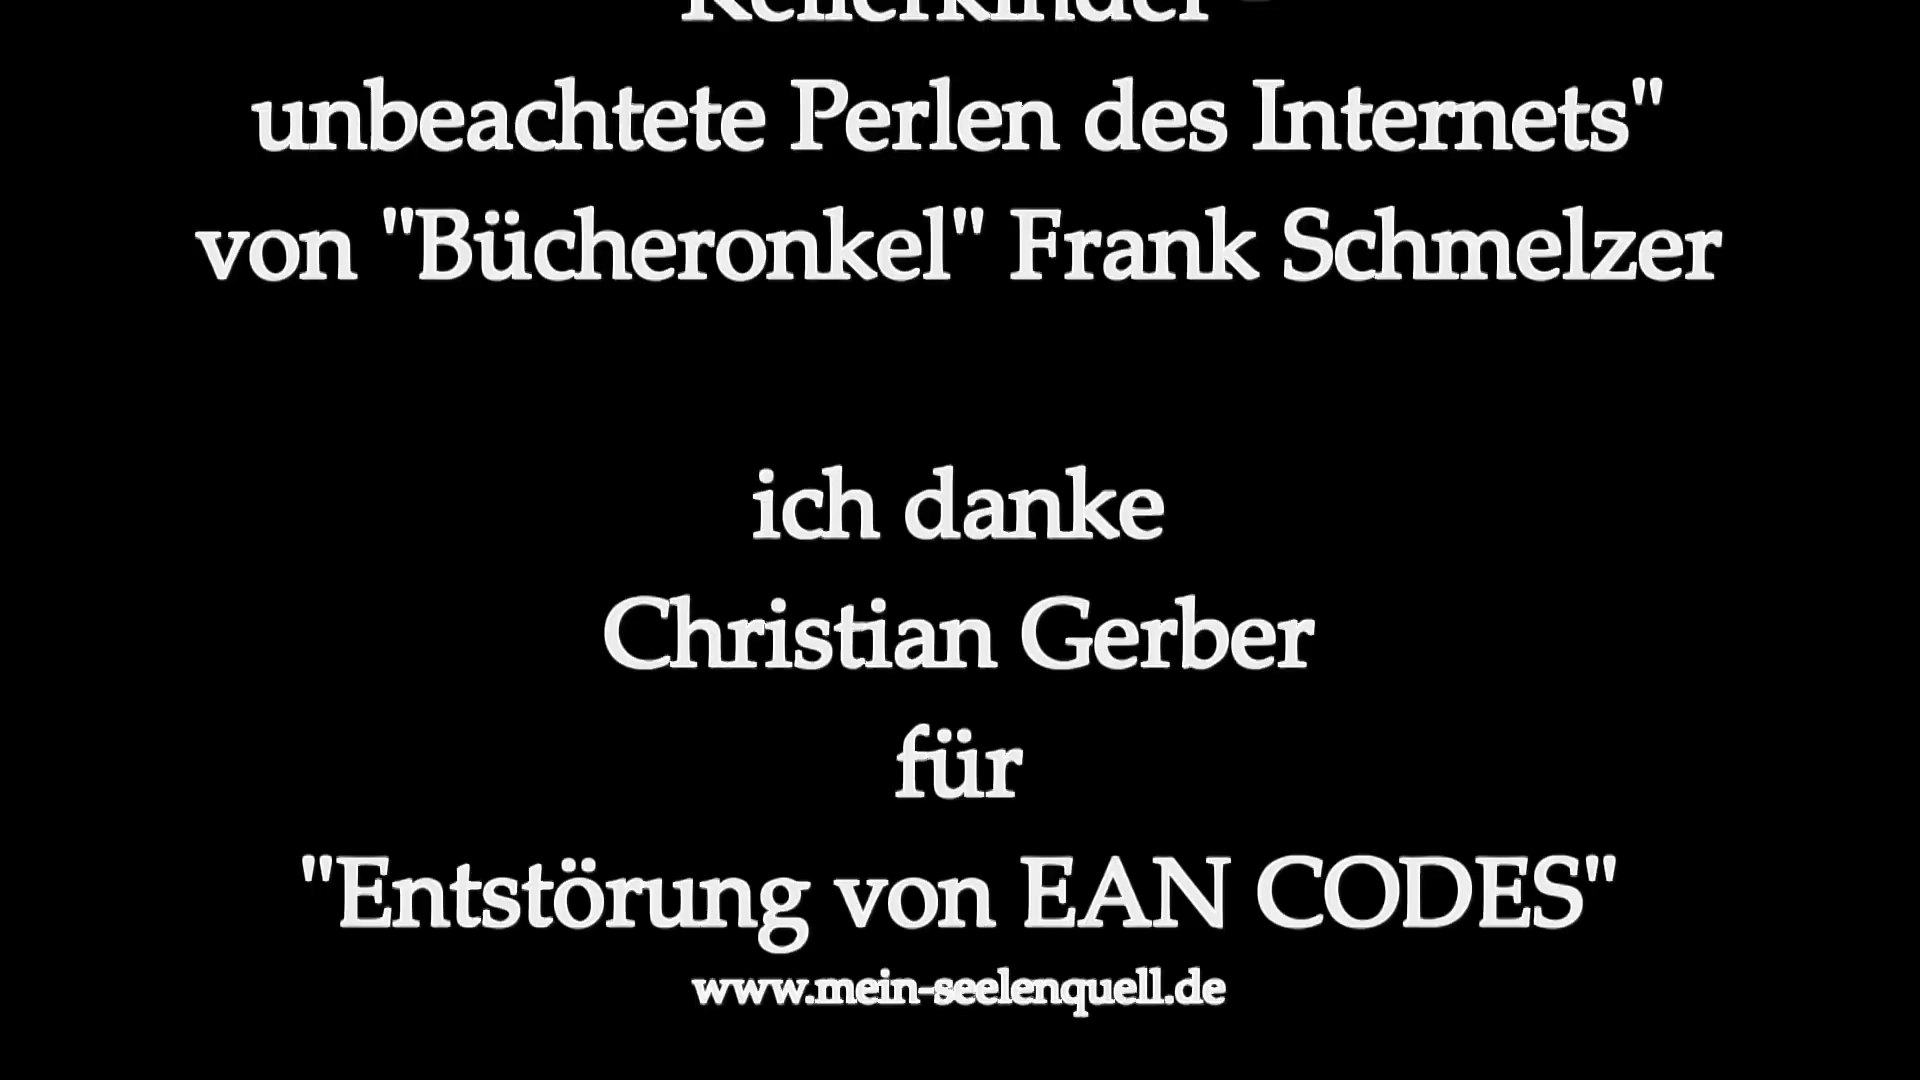 Kellerkinder -
unbeachtete Perlen des Internets"
von "Bücheronkel" Frank Schmelzer
ich danke
Christian Gerber
für
"Entstörung von EAN CODES"
www.mein-seelenquell.de